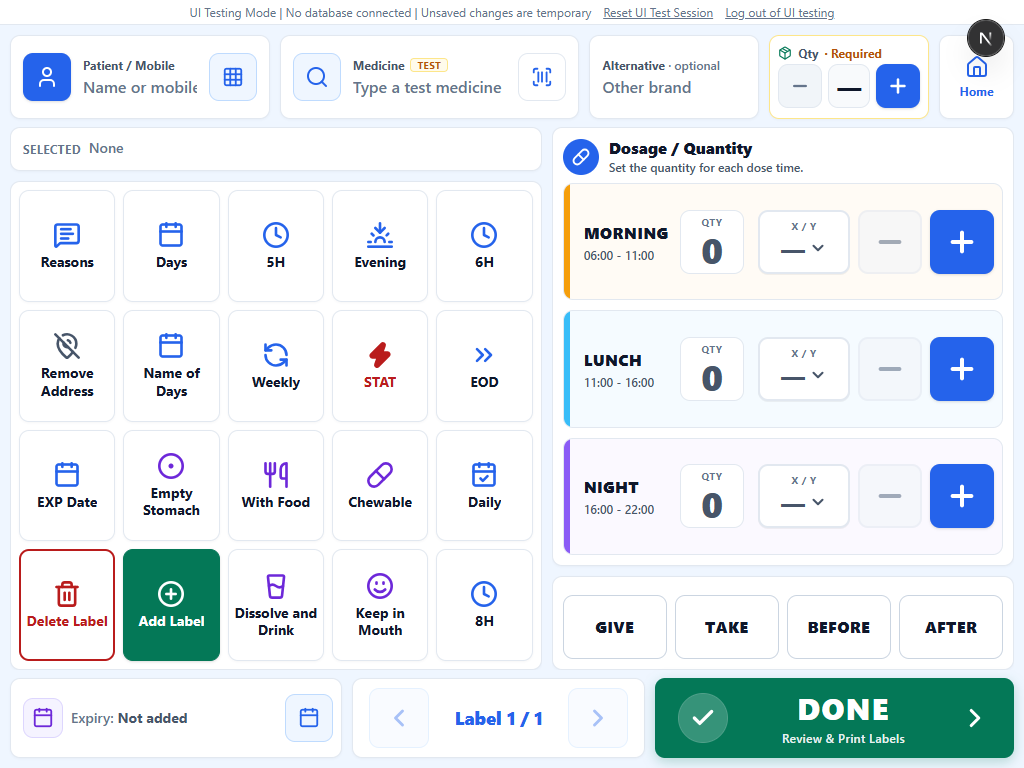 UI Testing Mode | No database connected | Unsaved changes are temporary Reset UI Test Session Log out of UI testing
Patient / Mobile
Name or mobile
Medicine TEST
Type a test medicine
Alternative · optional
Other brand
Qty · Required
—
N
Home
SELECTED None
Reasons
Days
5H
Evening
6H
Remove
Address
Name of
Days
Weekly
STAT
EOD
EXP Date
Empty
Stomach
With Food
Chewable
Daily
Delete Label
Add Label
Dissolve and
Drink
Keep in
Mouth
8H
Dosage / Quantity
Set the quantity for each dose time.
MORNING
06:00 - 11:00
QTY
0
X / Y
—
LUNCH
11:00 - 16:00
QTY
0
X / Y
—
NIGHT
16:00 - 22:00
QTY
0
X / Y
—
GIVE
TAKE
BEFORE
AFTER
Expiry: Not added
Label 1 / 1
DONE
Review & Print Labels